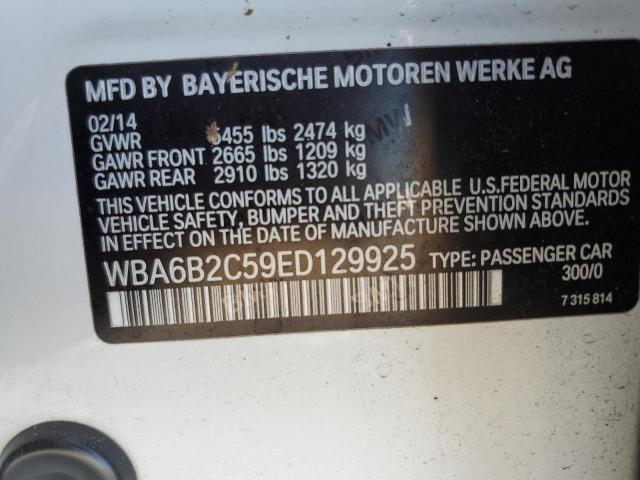 MFD BY BAYERISCHE MOTOREN WERKE AG
02/14
GVWR 5455 lbs 2474 kg
GAWR FRONT 2665 lbs 1209 kg
GAWR REAR 2910 lbs 1320 kg
THIS VEHICLE CONFORMS TO ALL APPLICABLE U.S.FEDERAL MOTOR
VEHICLE SAFETY, BUMPER AND THEFT PREVENTION STANDARDS
IN EFFECT ON THE DATE OF MANUFACTURE SHOWN ABOVE.
WBA6B2C59ED129925 TYPE: PASSENGER CAR
300/0
7 315 814